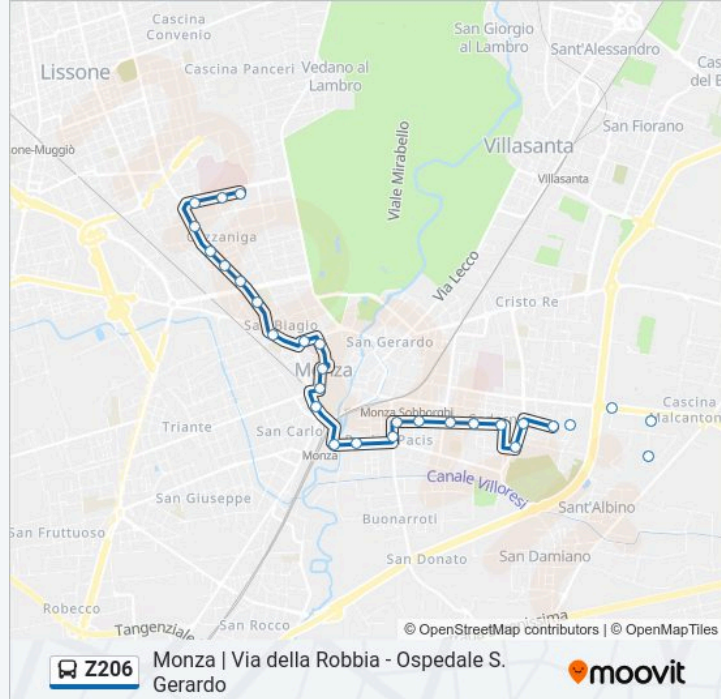 Cascina
Convenio
San Giorgio
al Lambro
Sant'Alessandro
Lissone
Cascina Panceri
Vedano al
Lambro
Cas
del B
San Fiorano
one-Muggiò
Viale Mirabello
Villasanta
Villasanta
Via Lecco
Cristo Re
San Biagio
San Gerardo
Monza
Cascina
Malcantone
Monza Sobborghi
Triante
San Carlo
Pacis
Monza
Canale Villoresi
San Giuseppe
Sant'Albino
Buonarroti
San Fruttuoso
San Donato
San Damiano
Robecco
San Rocco
Tangenziale
© OpenStreetMap contributors | © OpenMapTiles
Z206
Monza | Via della Robbia - Ospedale S.
Gerardo
moovit